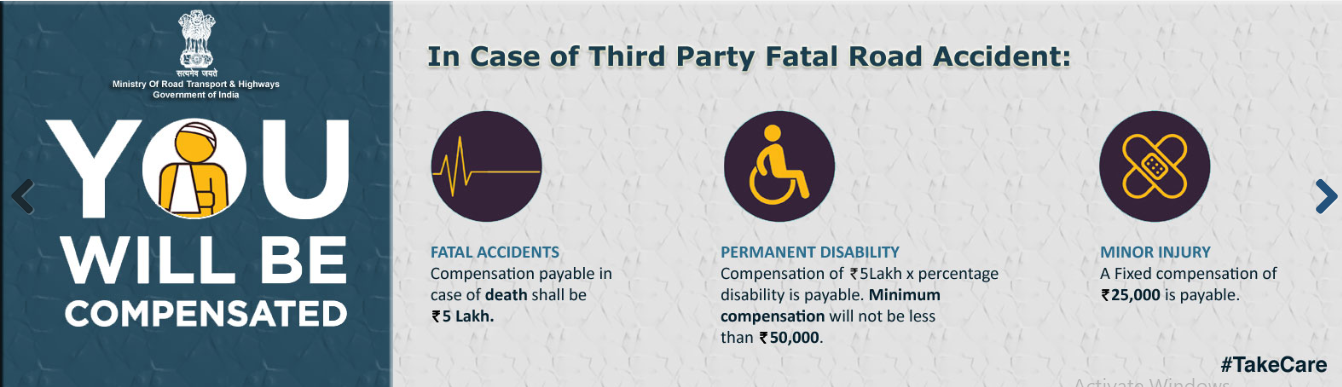 सत्यमेव जयते
Ministry Of Road Transport & Highways
Government of India
YOU
WILL BE
COMPENSATED
In Case of Third Party Fatal Road Accident:
FATAL ACCIDENTS
Compensation payable in
case of death shall be
₹5 Lakh.
PERMANENT DISABILITY
Compensation of ₹5Lakh x percentage
disability is payable. Minimum
compensation will not be less
than ₹50,000.
MINOR INJURY
A Fixed compensation of
₹25,000 is payable.
#TakeCare
Activate Windows